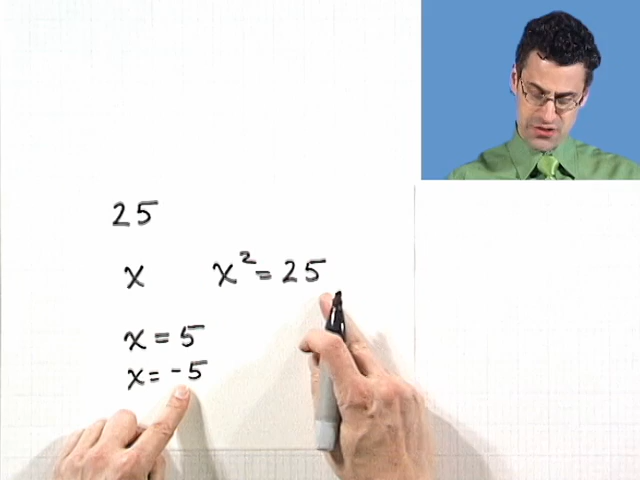 25
x x² = 25
x = 5
x = -5